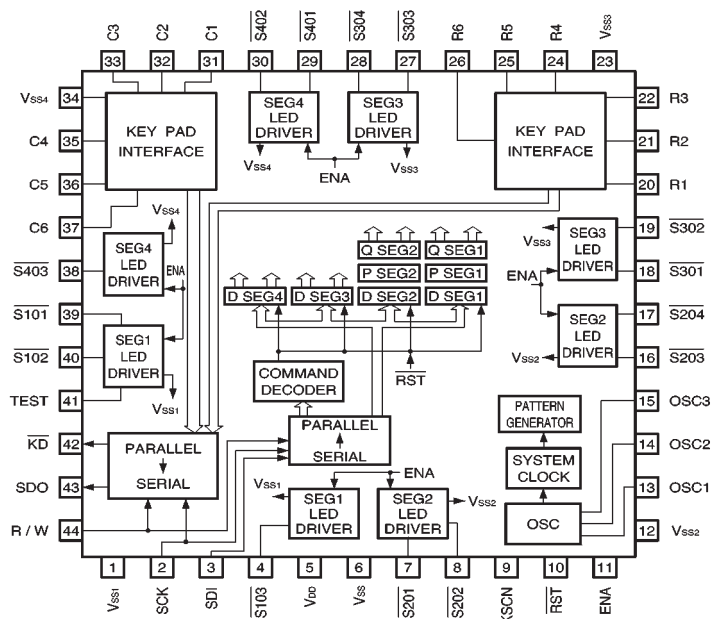 C3 C2 C1 S402 S401 S304 S303 R6 R5 R4 VSS3
33 32 31 30 29 28 27 26 25 24 23
VSS4 34
C4 35
C5 36
C6 37
S403 38
S101 39
S102 40
TEST 41
KD 42
SDO 43
R / W 44
KEY PAD
INTERFACE
SEG4
LED
DRIVER
VSS4
SEG3
LED
DRIVER
VSS3
ENA
KEY PAD
INTERFACE
22 R3
21 R2
20 R1
19 S302
18 S301
17 S204
16 S203
15 OSC3
14 OSC2
13 OSC1
12 VSS2
VSS4
SEG4
LED
DRIVER
ENA
SEG1
LED
DRIVER
VSS1
Q SEG2 Q SEG1
P SEG2 P SEG1
D SEG4 D SEG3 D SEG2 D SEG1
RST
COMMAND
DECODER
SEG3
LED
DRIVER
VSS3
ENA
SEG2
LED
DRIVER
VSS2
PARALLEL
SERIAL
PARALLEL
SERIAL
PATTERN
GENERATOR
SYSTEM
CLOCK
OSC
ENA
VSS1
SEG1
LED
DRIVER
SEG2
LED
DRIVER
VSS2
1 2 3 4 5 6 7 8 9 10 11
VSS1 SCK SDI S103 VDD VSS S201 S202 KSCN RST ENA